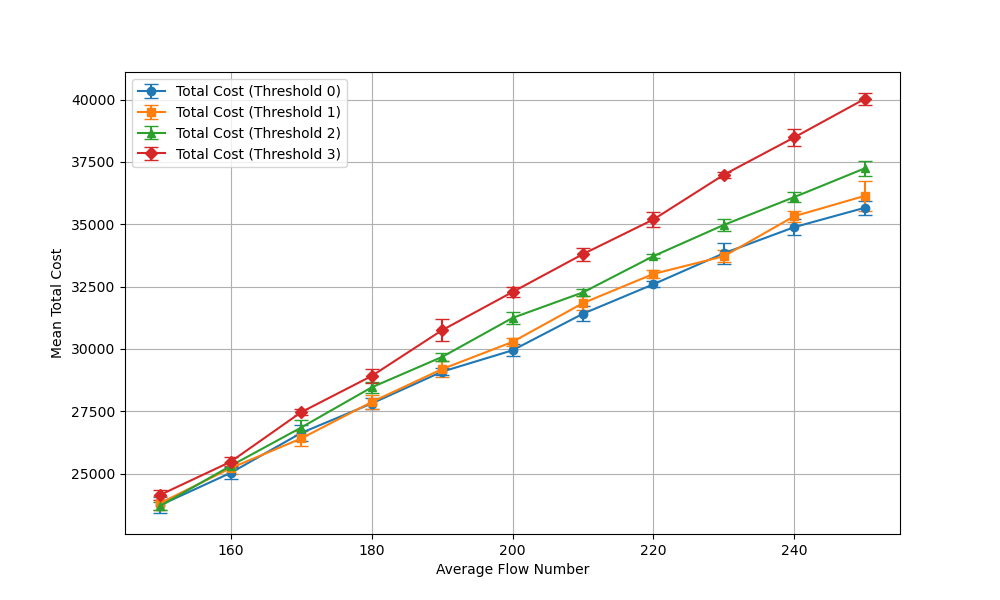 Total Cost (Threshold 0)
Total Cost (Threshold 1)
Total Cost (Threshold 2)
Total Cost (Threshold 3)
40000
37500
35000
32500
30000
27500
25000
Mean Total Cost
160 180 200 220 240
Average Flow Number